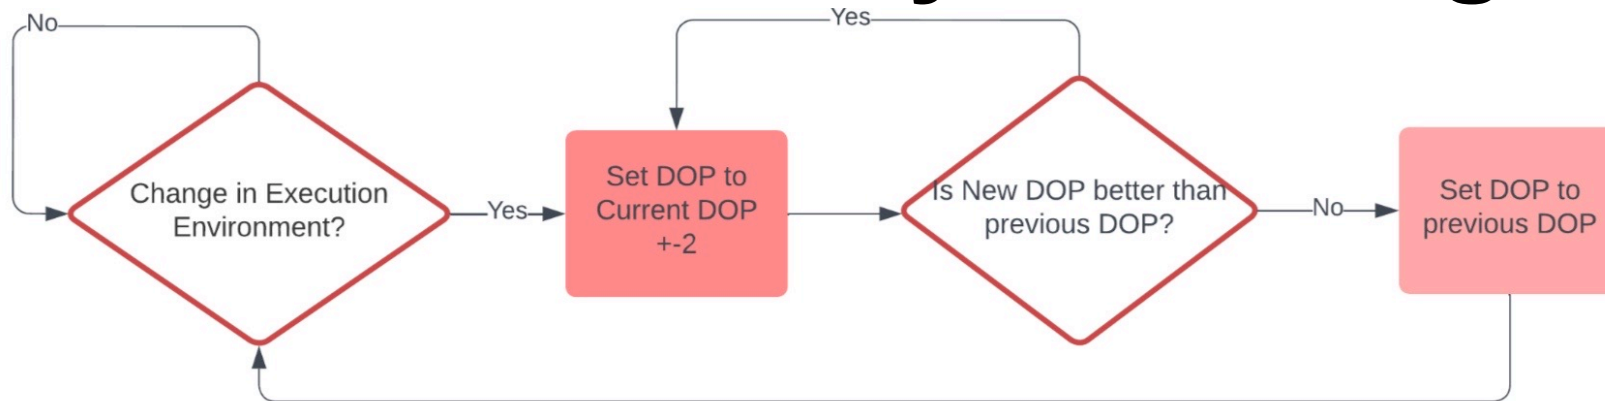 No
Yes
Change in Execution
Environment?
Yes
Set DOP to
Current DOP
+-2
Is New DOP better than
previous DOP?
No
Set DOP to
previous DOP